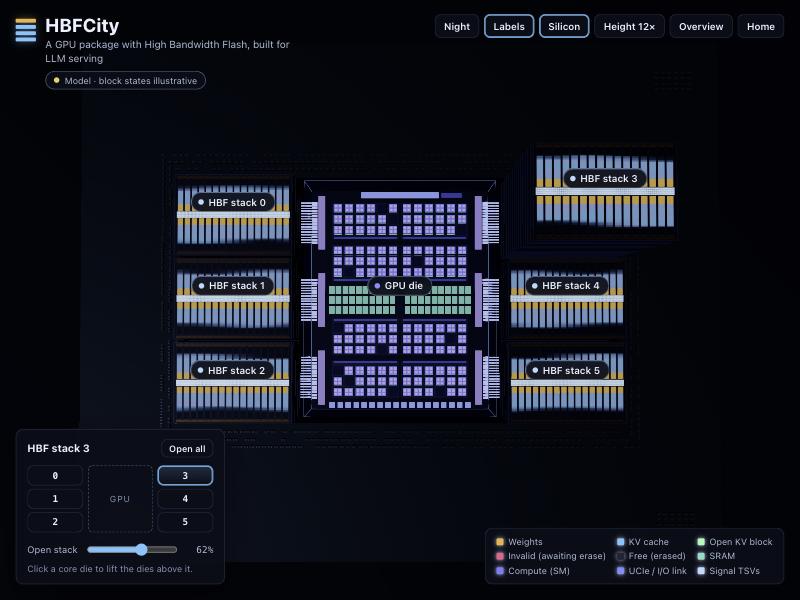 HBFCity
A GPU package with High Bandwidth Flash, built for
LLM serving
Model · block states illustrative
Night
Labels
Silicon
Height 12×
Overview
Home
HBF stack 3
HBF stack 0
HBF stack 1
GPU die
HBF stack 4
HBF stack 2
HBF stack 5
HBF stack 3
Open all
0
3
1
GPU
4
2
5
Open stack
62%
Click a core die to lift the dies above it.
Weights
KV cache
Open KV block
Invalid (awaiting erase)
Free (erased)
SRAM
Compute (SM)
UCIe / I/O link
Signal TSVs